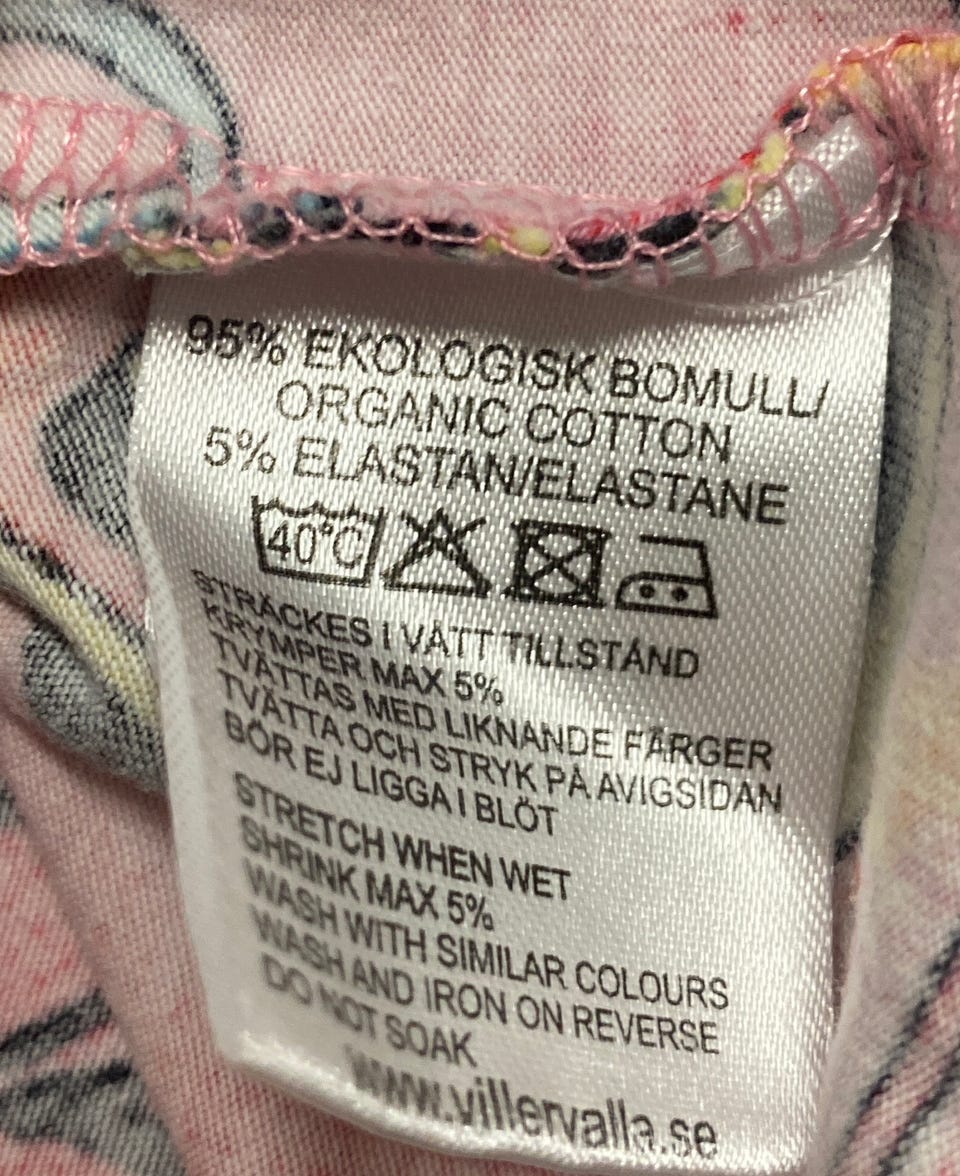 95% EKOLOGISK BOMULL/
ORGANIC COTTON
5% ELASTAN/ELASTANE
40°C
STRÄCKES I VÅTT TILLSTÅND
KRYMPER MAX 5%
TVÄTTAS MED LIKNANDE FÄRGER
TVÄTTA OCH STRYK PÅ AVIGSIDAN
BÖR EJ LIGGA I BLÖT
STRETCH WHEN WET
SHRINK MAX 5%
WASH WITH SIMILAR COLOURS
WASH AND IRON ON REVERSE
DO NOT SOAK
www.villervalla.se